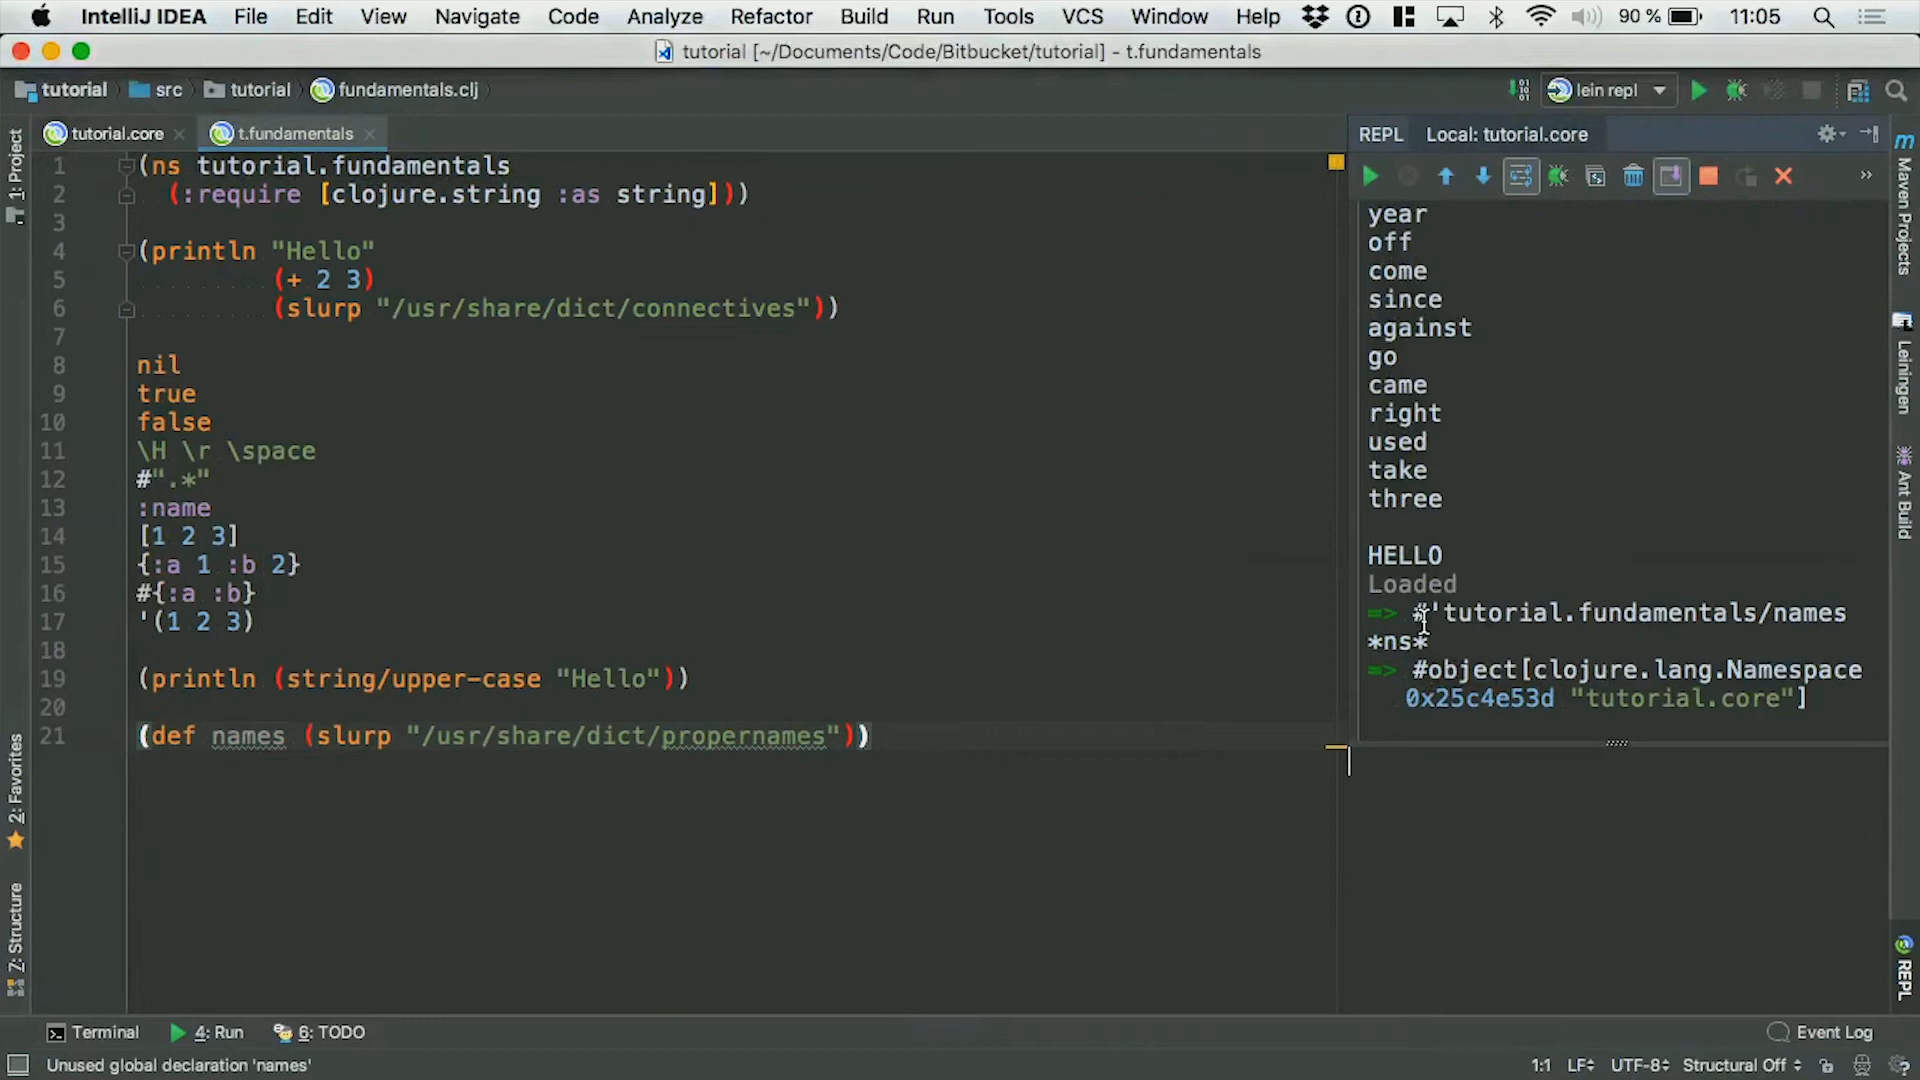 IntelliJ IDEA File Edit View Navigate Code Analyze Refactor Build Run Tools VCS Window Help 90 % 11:05
tutorial [~/Documents/Code/Bitbucket/tutorial] - t.fundamentals
tutorial src tutorial fundamentals.clj lein repl
tutorial.core t.fundamentals
1 (ns tutorial.fundamentals
2 (:require [clojure.string :as string]))
3
4 (println "Hello"
5 (+ 2 3)
6 (slurp "/usr/share/dict/connectives"))
7
8 nil
9 true
10 false
11 \H \r \space
12 #".*"
13 :name
14 [1 2 3]
15 {:a 1 :b 2}
16 #{:a :b}
17 '(1 2 3)
18
19 (println (string/upper-case "Hello"))
20
21 (def names (slurp "/usr/share/dict/propernames"))
REPL Local: tutorial.core
year
off
come
since
against
go
came
right
used
take
three
HELLO
Loaded
=> #'tutorial.fundamentals/names
*ns*
=> #object[clojure.lang.Namespace
0x25c4e53d "tutorial.core"]
1: Project
2: Favorites
7: Structure
Maven Projects
Leiningen
Ant Build
REPL
Terminal 4: Run 6: TODO Event Log
Unused global declaration 'names' 1:1 LF UTF-8 Structural Off